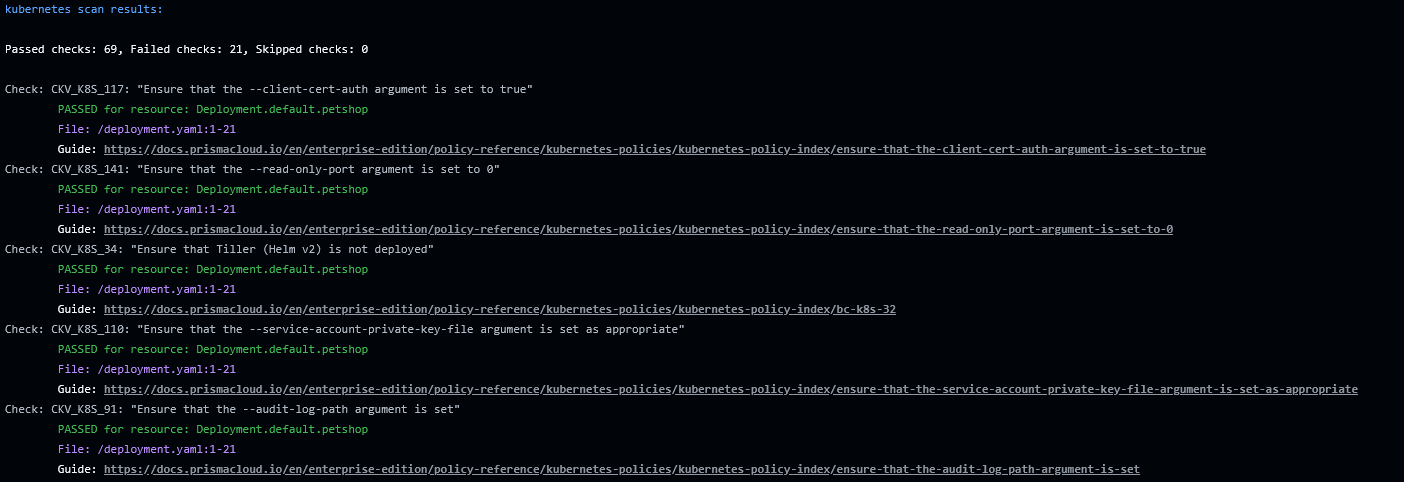 kubernetes scan results:
Passed checks: 69, Failed checks: 21, Skipped checks: 0
Check: CKV_K8S_117: "Ensure that the --client-cert-auth argument is set to true"
PASSED for resource: Deployment.default.petshop
File: /deployment.yaml:1-21
Guide: https://docs.prismacloud.io/en/enterprise-edition/policy-reference/kubernetes-policies/kubernetes-policy-index/ensure-that-the-client-cert-auth-argument-is-set-to-true
Check: CKV_K8S_141: "Ensure that the --read-only-port argument is set to 0"
PASSED for resource: Deployment.default.petshop
File: /deployment.yaml:1-21
Guide: https://docs.prismacloud.io/en/enterprise-edition/policy-reference/kubernetes-policies/kubernetes-policy-index/ensure-that-the-read-only-port-argument-is-set-to-0
Check: CKV_K8S_34: "Ensure that Tiller (Helm v2) is not deployed"
PASSED for resource: Deployment.default.petshop
File: /deployment.yaml:1-21
Guide: https://docs.prismacloud.io/en/enterprise-edition/policy-reference/kubernetes-policies/kubernetes-policy-index/bc-k8s-32
Check: CKV_K8S_110: "Ensure that the --service-account-private-key-file argument is set as appropriate"
PASSED for resource: Deployment.default.petshop
File: /deployment.yaml:1-21
Guide: https://docs.prismacloud.io/en/enterprise-edition/policy-reference/kubernetes-policies/kubernetes-policy-index/ensure-that-the-service-account-private-key-file-argument-is-set-as-appropriate
Check: CKV_K8S_91: "Ensure that the --audit-log-path argument is set"
PASSED for resource: Deployment.default.petshop
File: /deployment.yaml:1-21
Guide: https://docs.prismacloud.io/en/enterprise-edition/policy-reference/kubernetes-policies/kubernetes-policy-index/ensure-that-the-audit-log-path-argument-is-set